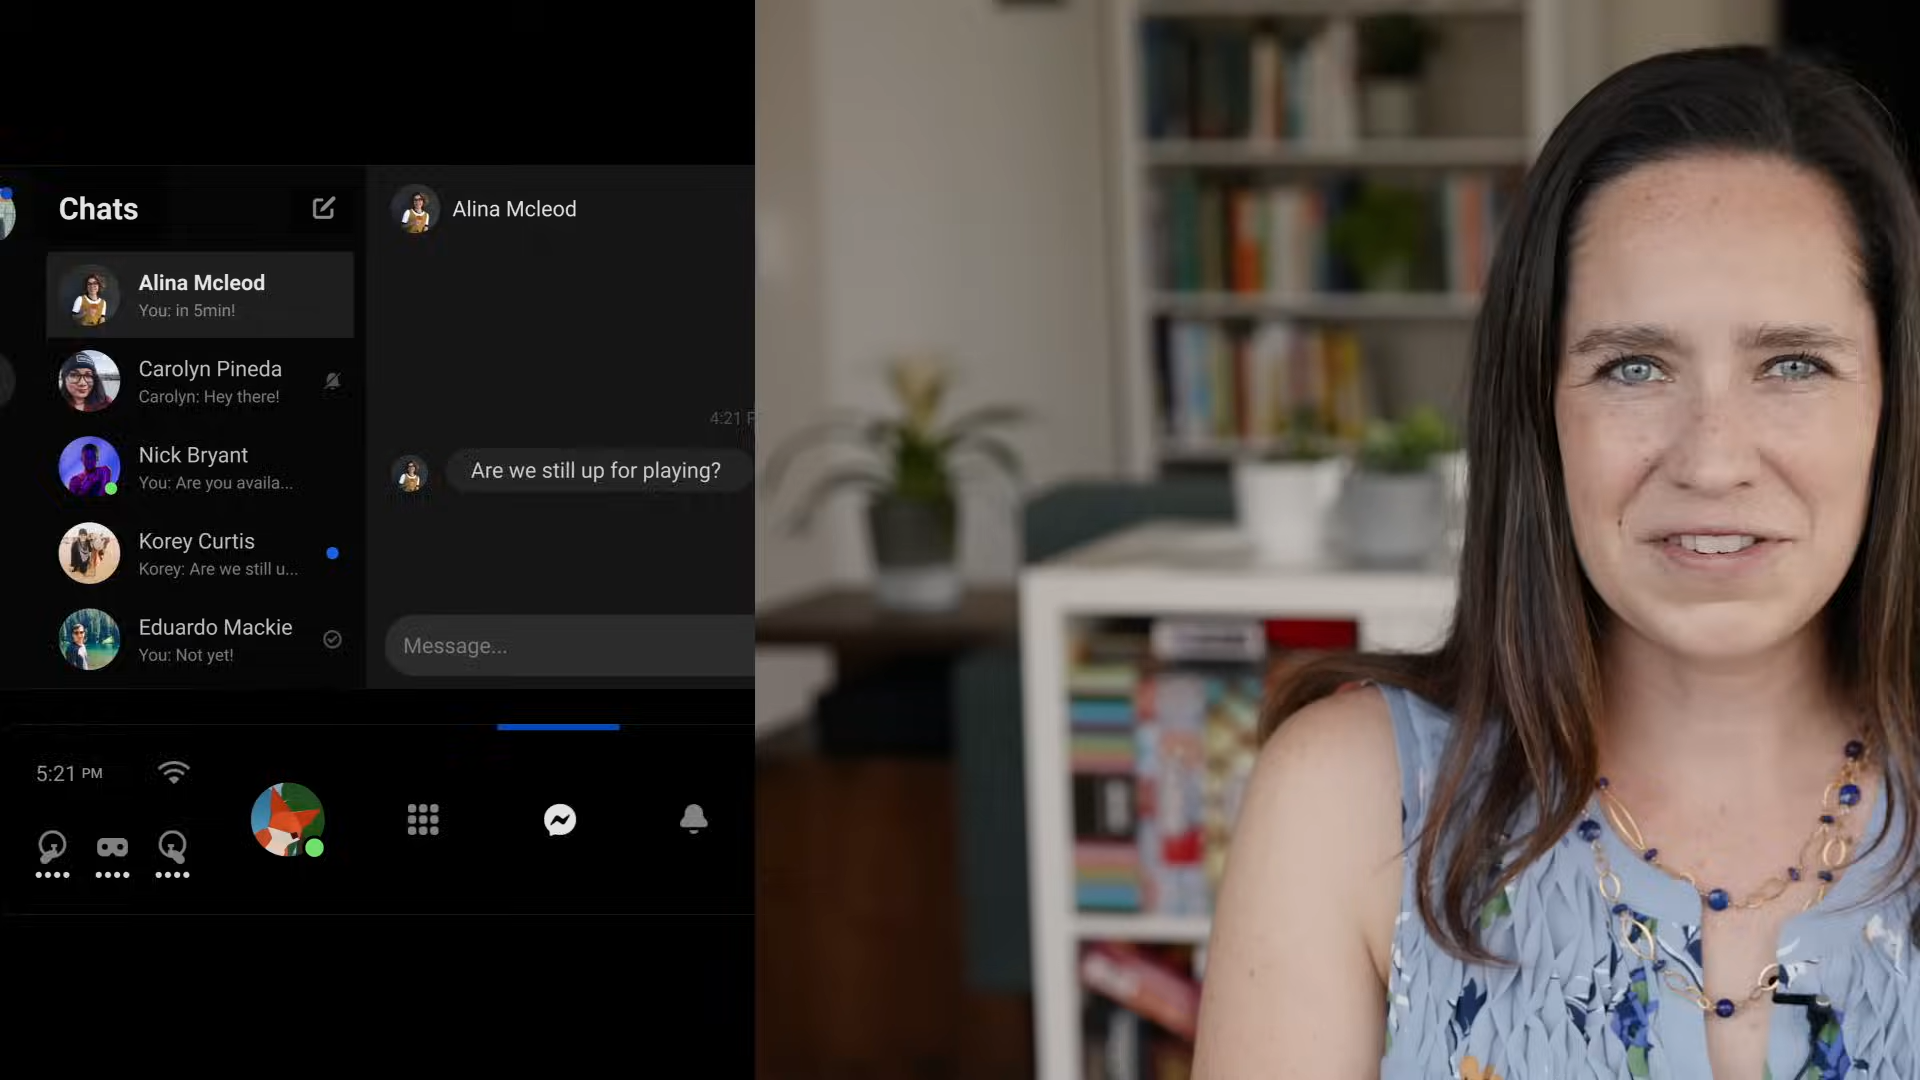 Chats
Alina Mcleod
You: in 5min!
Carolyn Pineda
Carolyn: Hey there!
Nick Bryant
You: Are you availa...
Korey Curtis
Korey: Are we still u...
Eduardo Mackie
You: Not yet!
Alina Mcleod
4:21
Are we still up for playing?
Message...
5:21 PM